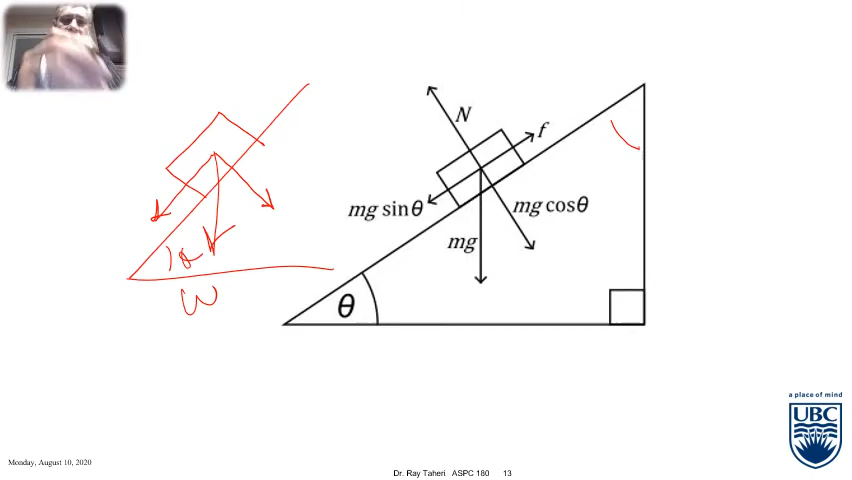 N
f
mg sinθ
mg cosθ
mg
θ
α
W
a place of mind
UBC
Monday, August 10, 2020
Dr. Ray Taheri ASPC 180 13